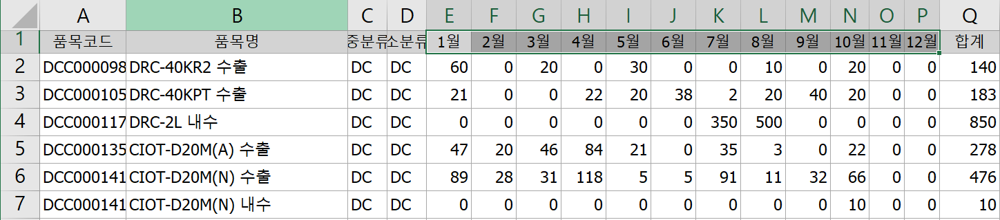 A B C D E F G H I J K L M N O P Q
1 품목코드 품목명 중분류 소분류 1월 2월 3월 4월 5월 6월 7월 8월 9월 10월 11월 12월 합계
2 DCC000098 DRC-40KR2 수출 DC DC 60 0 20 0 30 0 0 10 0 20 0 0 140
3 DCC000105 DRC-40KPT 수출 DC DC 21 0 0 22 20 38 2 20 40 20 0 0 183
4 DCC000117 DRC-2L 내수 DC DC 0 0 0 0 0 0 350 500 0 0 0 0 850
5 DCC000135 CIOT-D20M(A) 수출 DC DC 47 20 46 84 21 0 35 3 0 22 0 0 278
6 DCC000141 CIOT-D20M(N) 수출 DC DC 89 28 31 118 5 5 91 11 32 66 0 0 476
7 DCC000141 CIOT-D20M(N) 내수 DC DC 0 0 0 0 0 0 0 0 0 10 0 0 10